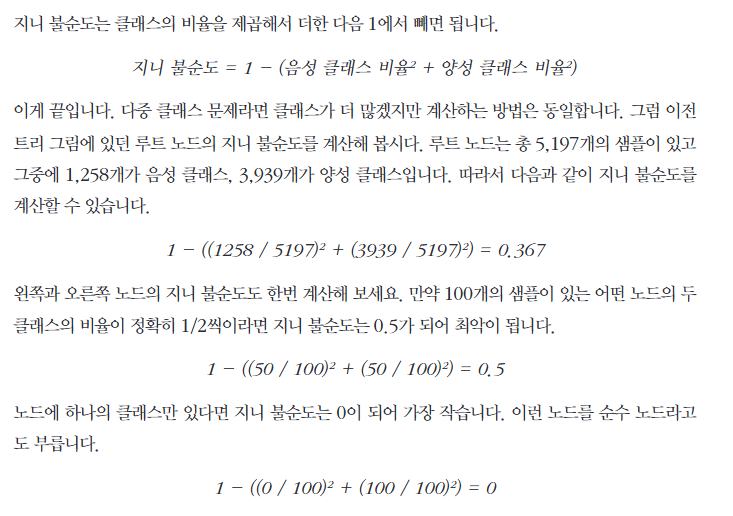 지니 불순도는 클래스의 비율을 제곱해서 더한 다음 1에서 빼면 됩니다.
지니 불순도 = 1 - (음성 클래스 비율² + 양성 클래스 비율²)
이게 끝입니다. 다중 클래스 문제라면 클래스가 더 많겠지만 계산하는 방법은 동일합니다. 그럼 이전
트리 그림에 있던 루트 노드의 지니 불순도를 계산해 봅시다. 루트 노드는 총 5,197개의 샘플이 있고
그중에 1,258개가 음성 클래스, 3,939개가 양성 클래스입니다. 따라서 다음과 같이 지니 불순도를
계산할 수 있습니다.
1 - ((1258 / 5197)² + (3939 / 5197)²) = 0.367
왼쪽과 오른쪽 노드의 지니 불순도도 한번 계산해 보세요. 만약 100개의 샘플이 있는 어떤 노드의 두
클래스의 비율이 정확히 1/2씩이라면 지니 불순도는 0.5가 되어 최악이 됩니다.
1 - ((50 / 100)² + (50 / 100)²) = 0.5
노드에 하나의 클래스만 있다면 지니 불순도는 0이 되어 가장 작습니다. 이런 노드를 순수 노드라고
도 부릅니다.
1 - ((0 / 100)² + (100 / 100)²) = 0